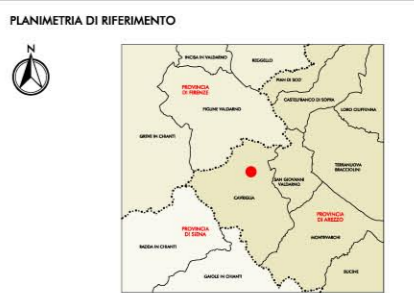 PLANIMETRIA DI RIFERIMENTO
N
INCISA IN VALDARNO
REGGELLO
PIAN DI SCO'
PROVINCIA
DI FIRENZE
CASTELFRANCO DI SOPRA
FIGLINE VALDARNO
LORO CIUFFENNA
GREVE IN CHIANTI
TERRANUOVA
BRACCIOLINI
SAN GIOVANNI
VALDARNO
CAVRIGLIA
PROVINCIA
DI AREZZO
PROVINCIA
DI SIENA
MONTEVARCHI
RADDA IN CHIANTI
GAIOLE IN CHIANTI
BUCINE